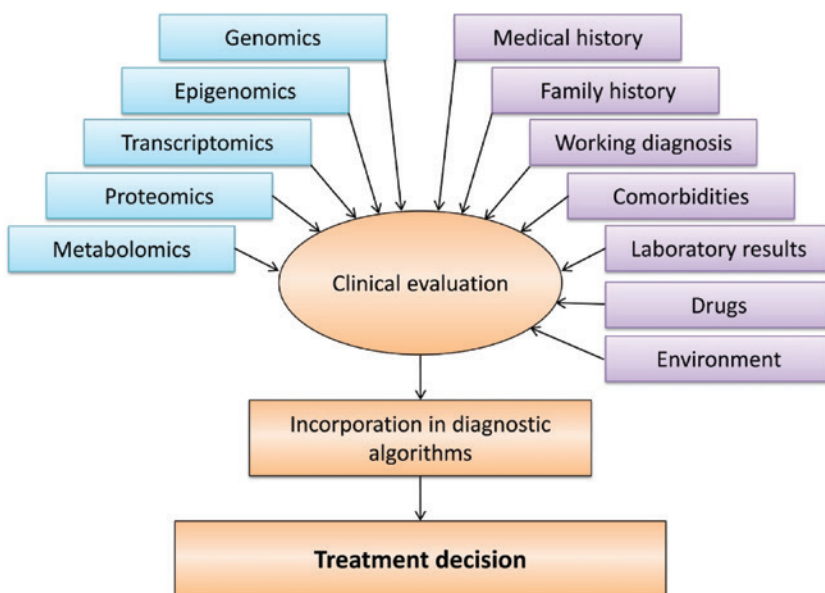 Genomics
Epigenomics
Transcriptomics
Proteomics
Metabolomics
Medical history
Family history
Working diagnosis
Comorbidities
Laboratory results
Drugs
Environment
Clinical evaluation
Incorporation in diagnostic
algorithms
Treatment decision